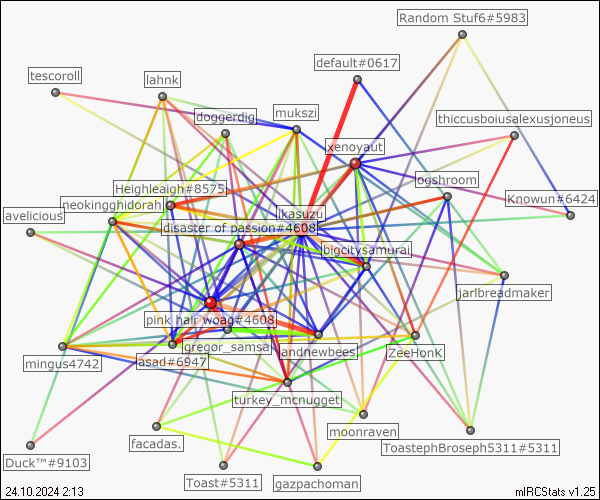 Random Stuf6#5983
default#0617
tescoroll
lahnk
doggerdig
mukszi
thiccusboiusalexusjoneus
xenoyaut
ogshroom
Heighleaigh#8575
Knowun#6424
neokingghidorah
ikasuzu
avelicious
disaster of passion#4608
bigcitysamurai
jarlbreadmaker
pink hair woag#4608
gregor_samsa
andnewbees
ZeeHonK
mingus4742
asad#6947
turkey_mcnugget
moonraven
facadas.
ToastephBroseph5311#5311
Duck™#9103
Toast#5311
gazpachoman
24.10.2024 2:13
mIRCStats v1.25